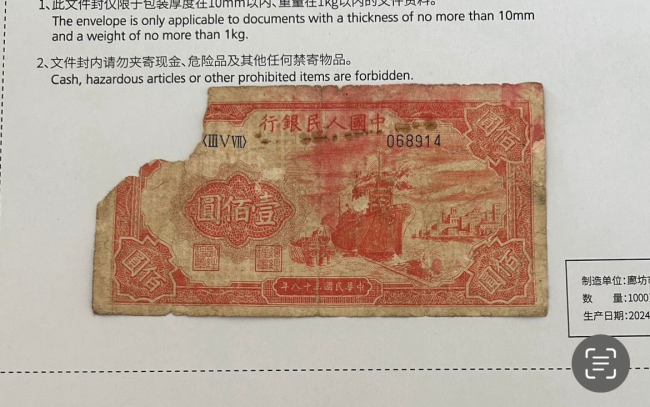 1、此文件封仅限于包装厚度在10mm以内、重量在1kg以内的文件资料。
The envelope is only applicable to documents with a thickness of no more than 10mm
and a weight of no more than 1kg.
2、文件封内请勿夹寄现金、危险品及其他任何禁寄物品。
Cash, hazardous articles or other prohibited items are forbidden.
行銀民人國中
〈ⅢⅤⅦ〉 068914
圓佰
圓佰壹
圓佰
圓佰
年八十三國民華中
制造单位:廊坊
数 量:1000
生产日期:2024